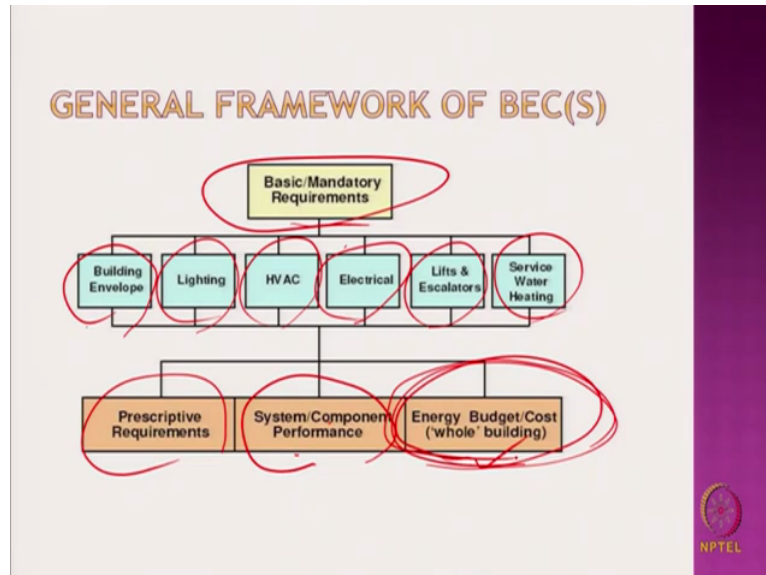 GENERAL FRAMEWORK OF BEC(S)
Basic/Mandatory
Requirements
Building
Envelope
Lighting
HVAC
Electrical
Lifts &
Escalators
Service
Water
Heating
Prescriptive
Requirements
System/Component
Performance
Energy Budget/Cost
('whole' building)
NPTEL